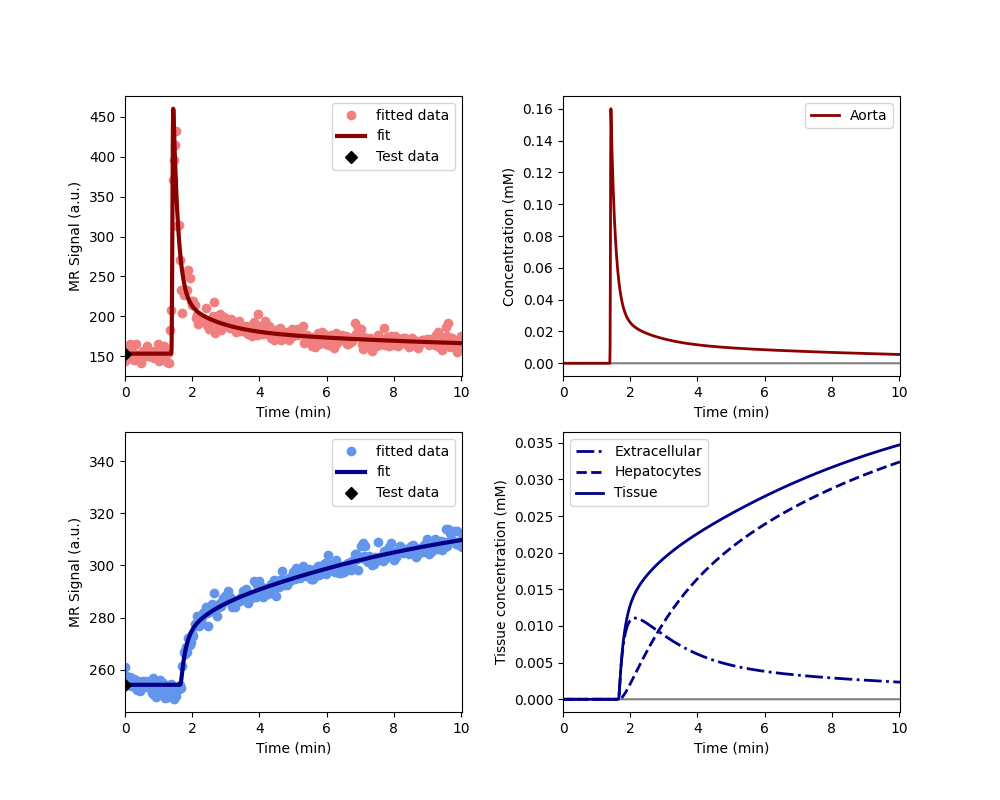 450
400
350
300
250
200
150
MR Signal (a.u.)
fitted data
fit
Test data
0 2 4 6 8 10
Time (min)
0.16
0.14
0.12
0.10
0.08
0.06
0.04
0.02
0.00
Concentration (mM)
Aorta
0 2 4 6 8 10
Time (min)
340
320
300
280
260
MR Signal (a.u.)
fitted data
fit
Test data
0 2 4 6 8 10
Time (min)
0.035
0.030
0.025
0.020
0.015
0.010
0.005
0.000
Tissue concentration (mM)
Extracellular
Hepatocytes
Tissue
0 2 4 6 8 10
Time (min)